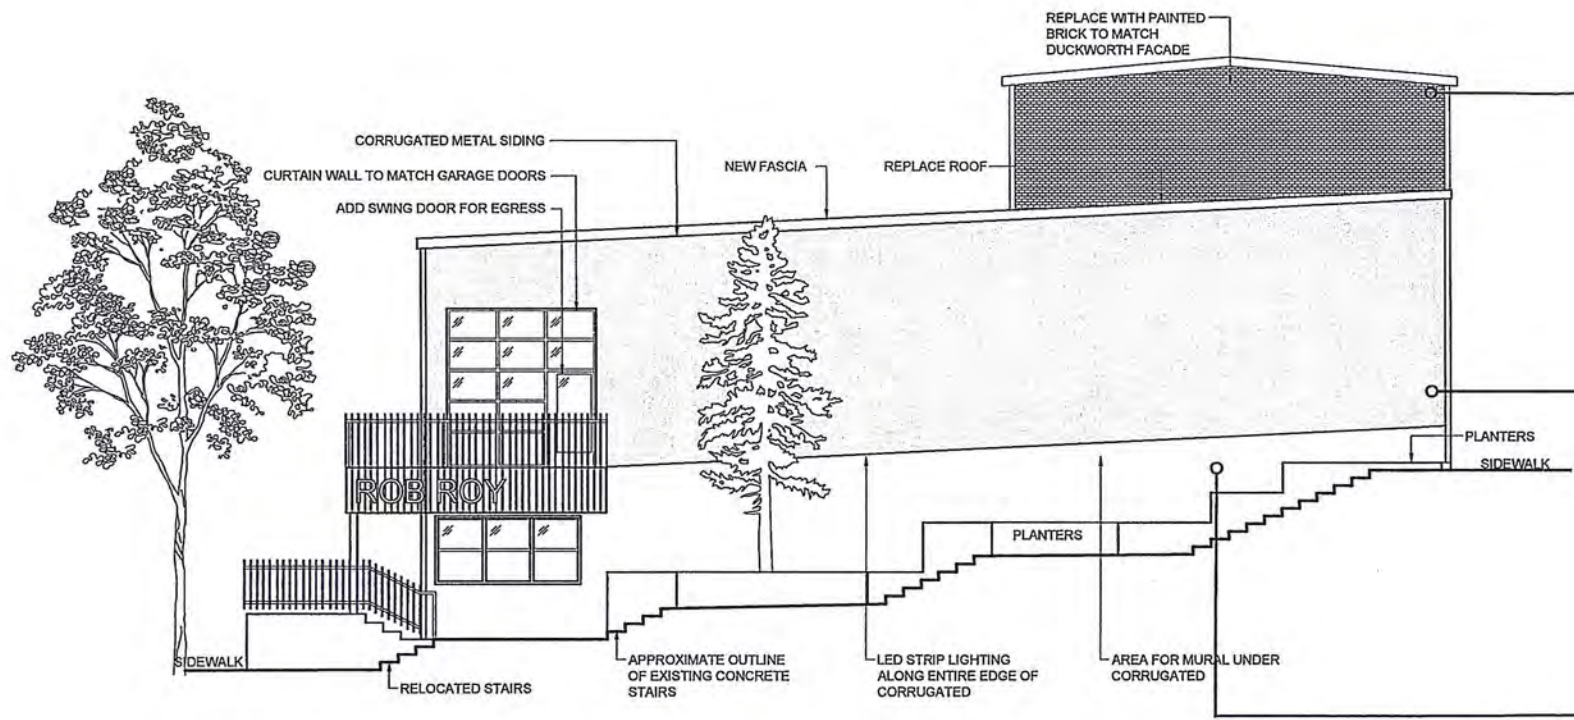 REPLACE WITH PAINTED
BRICK TO MATCH
DUCKWORTH FACADE
CORRUGATED METAL SIDING
NEW FASCIA
REPLACE ROOF
CURTAIN WALL TO MATCH GARAGE DOORS
ADD SWING DOOR FOR EGRESS
PLANTERS
SIDEWALK
ROB ROY
PLANTERS
SIDEWALK
RELOCATED STAIRS
APPROXIMATE OUTLINE
OF EXISTING CONCRETE
STAIRS
LED STRIP LIGHTING
ALONG ENTIRE EDGE OF
CORRUGATED
AREA FOR MURAL UNDER
CORRUGATED